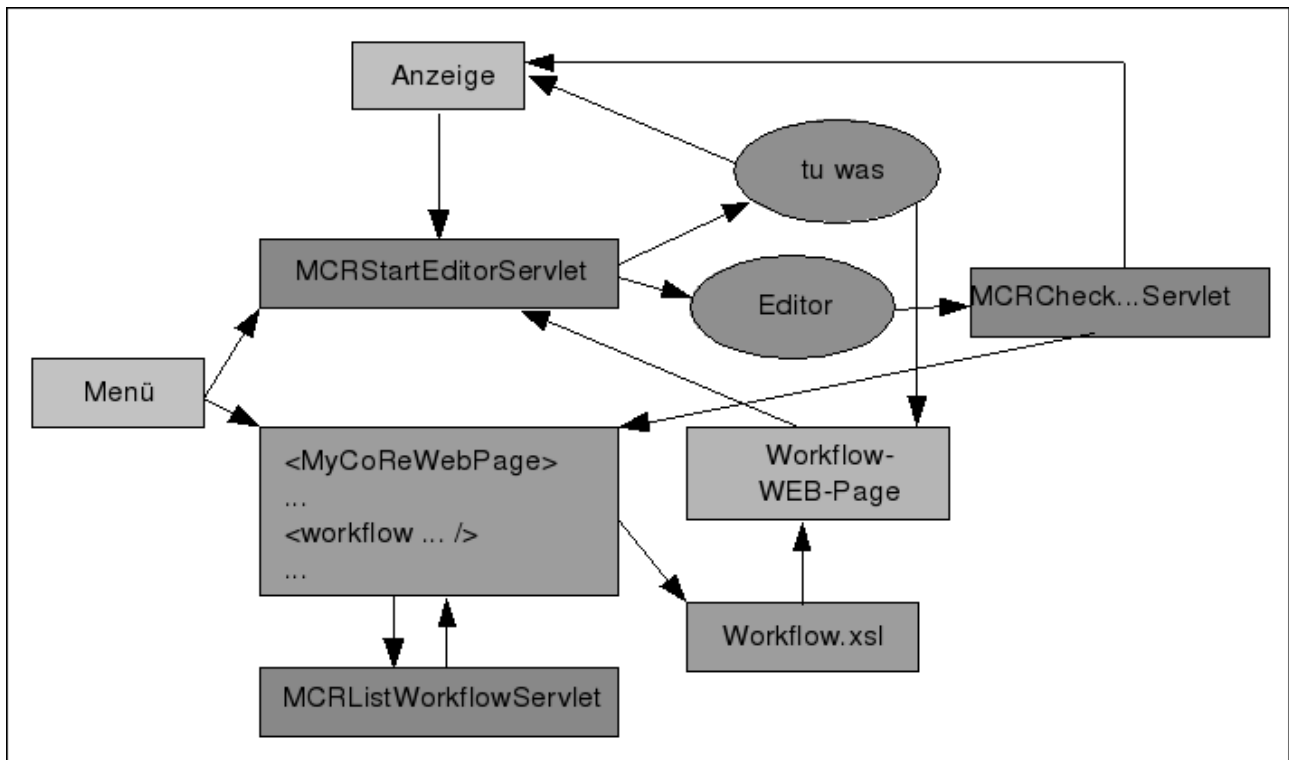 Anzeige
tu was
MCRStartEditorServlet
Editor
MCRCheck...Servlet
Menü
<MyCoReWebPage>
...
<workflow ... />
...
Workflow-
WEB-Page
Workflow.xsl
MCRListWorkflowServlet